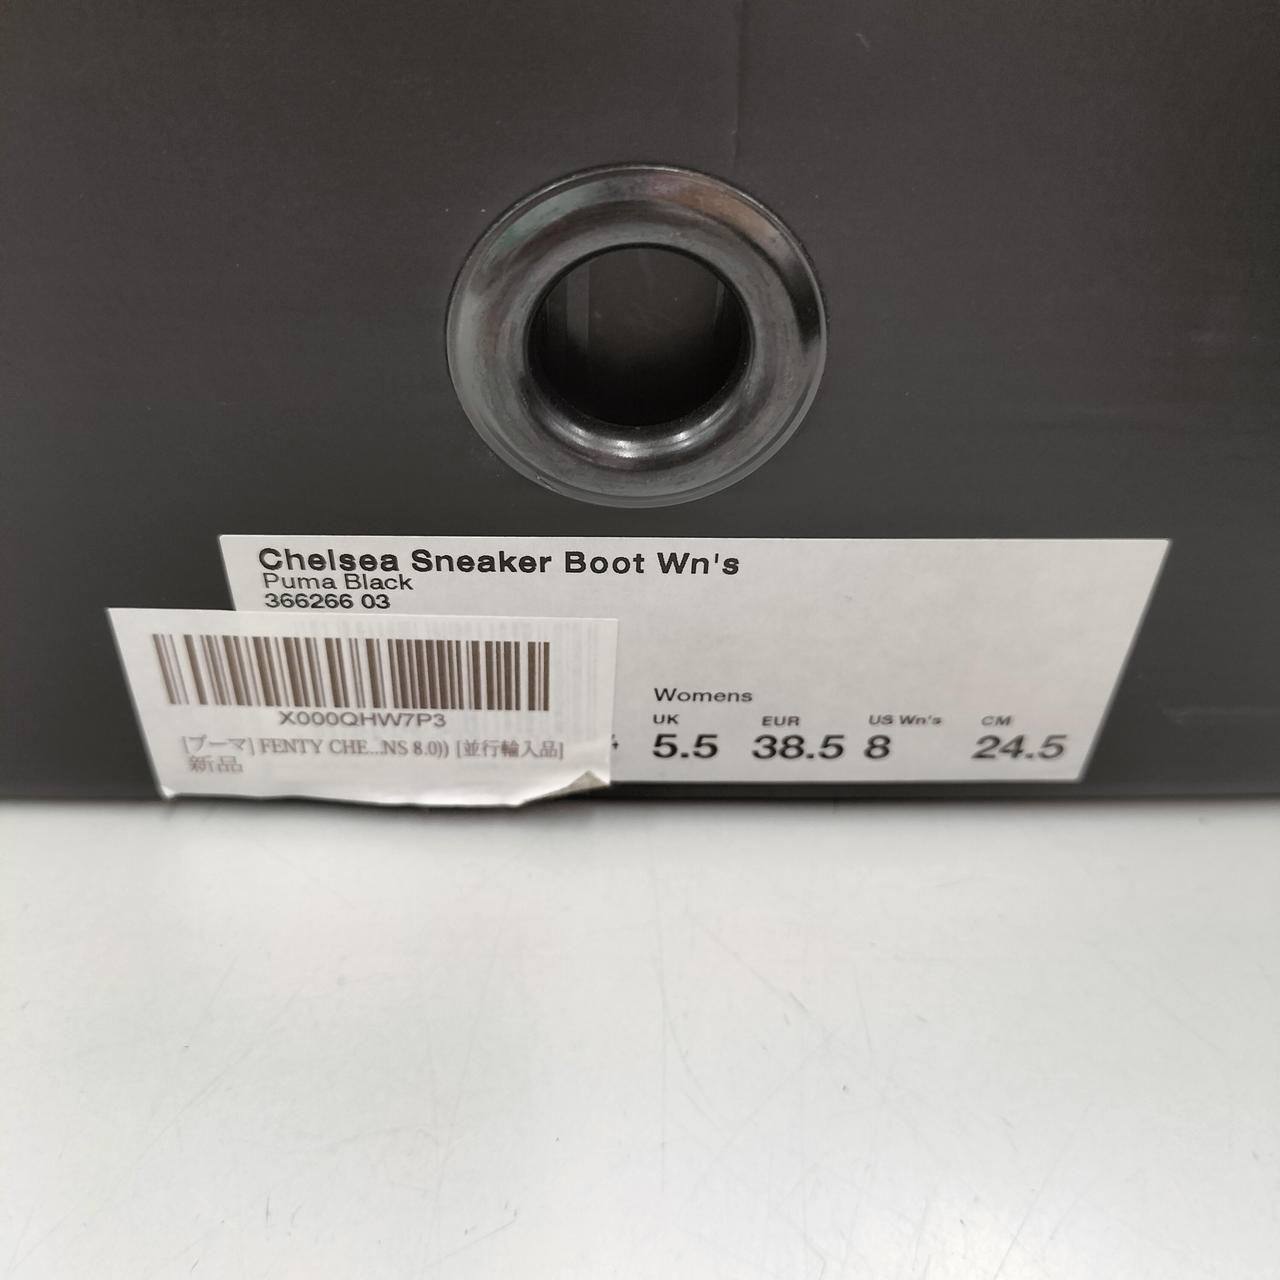 Chelsea Sneaker Boot Wn's
Puma Black
366266 03
X000QHW7P3
[プーマ] FENTY CHE...NS 8.0)) [並行輸入品]
新品
Womens
UK EUR US Wn's CM
5.5 38.5 8 24.5